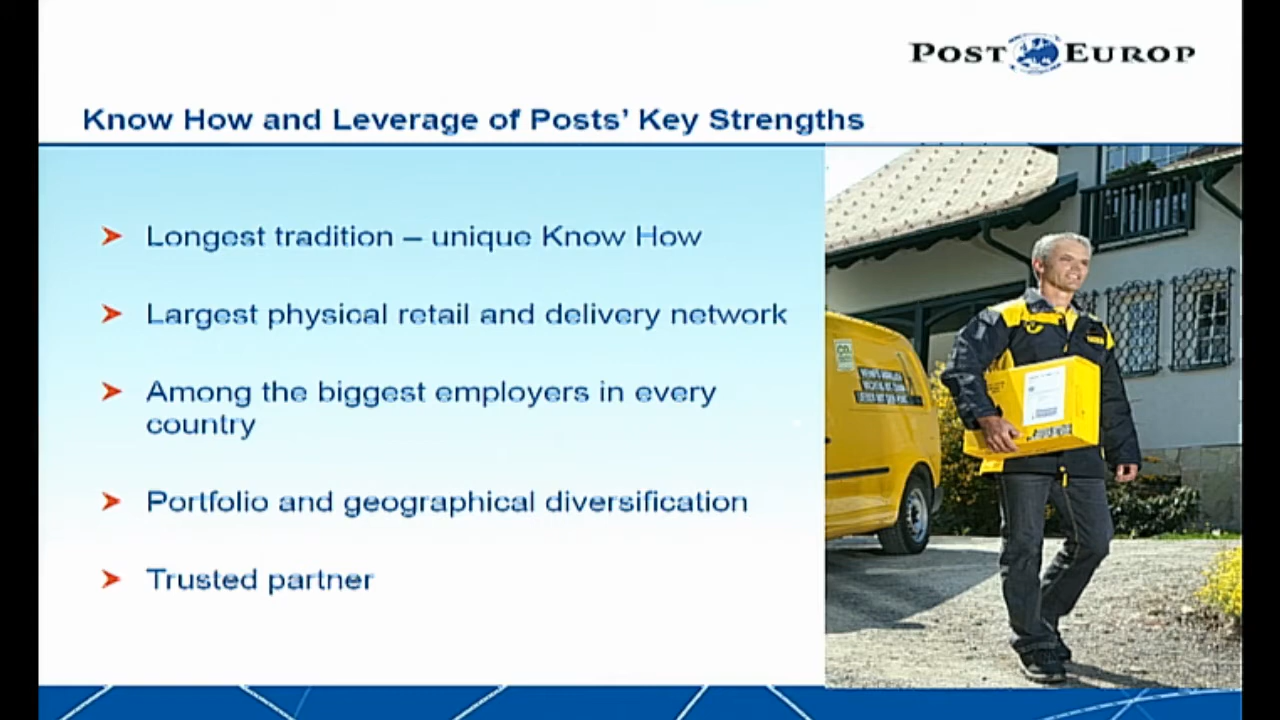 POST EUROP
Know How and Leverage of Posts' Key Strengths
➤ Longest tradition – unique Know How
➤ Largest physical retail and delivery network
➤ Among the biggest employers in every
country
➤ Portfolio and geographical diversification
➤ Trusted partner